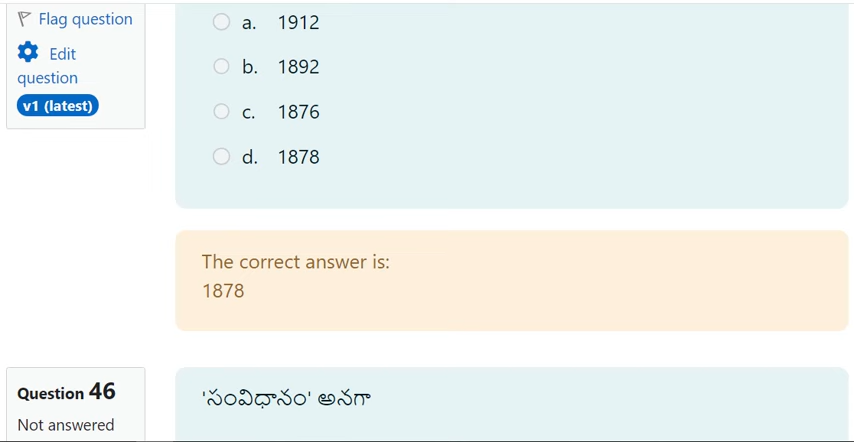 Flag question
Edit
question
v1 (latest)
a. 1912
b. 1892
c. 1876
d. 1878
The correct answer is:
1878
Question 46
Not answered
'సంవిధానం' అనగా